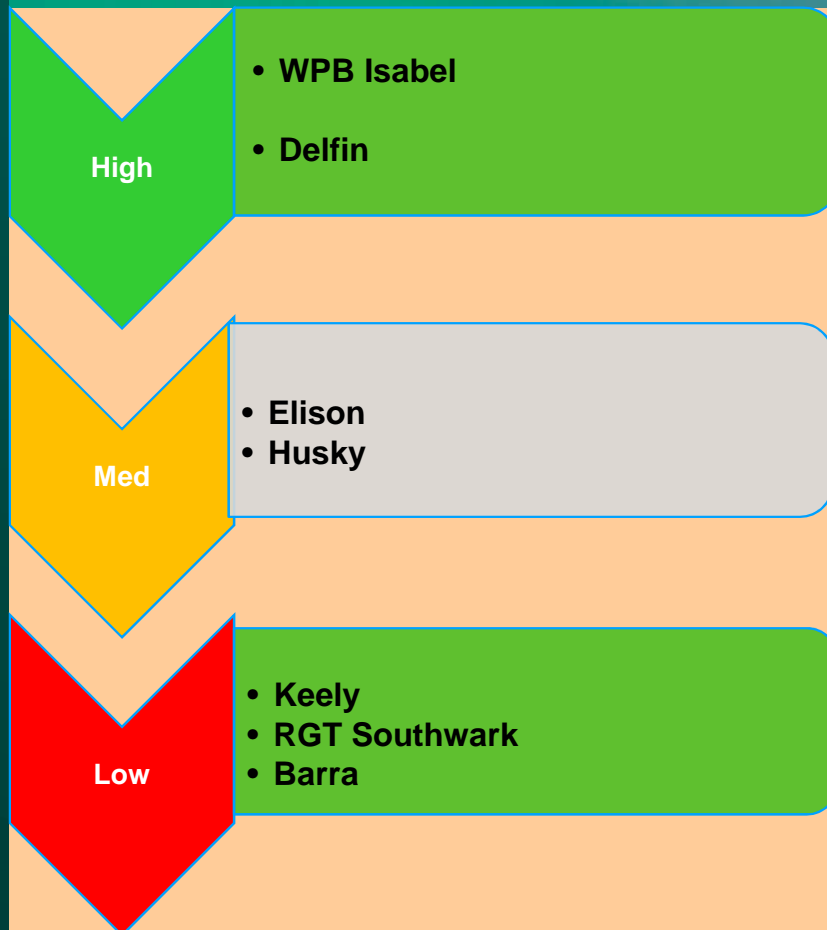 High
• WPB Isabel
• Delfin
Med
• Elison
• Husky
Low
• Keely
• RGT Southwark
• Barra